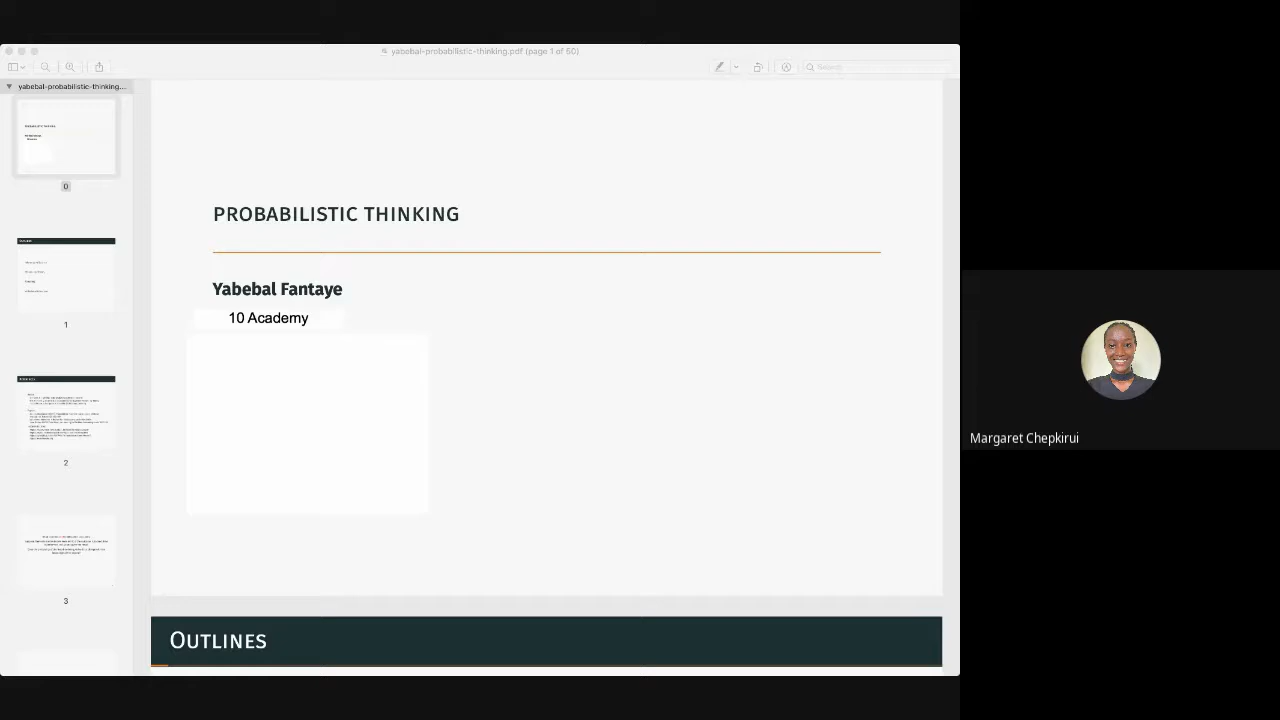 yabebal-probabilistic-thinking.pdf (page 1 of 50)
Search
yabebal-probabilistic-thinking....
0
1
2
3
PROBABILISTIC THINKING
Yabebal Fantaye
10 Academy
OUTLINES
Margaret Chepkirui